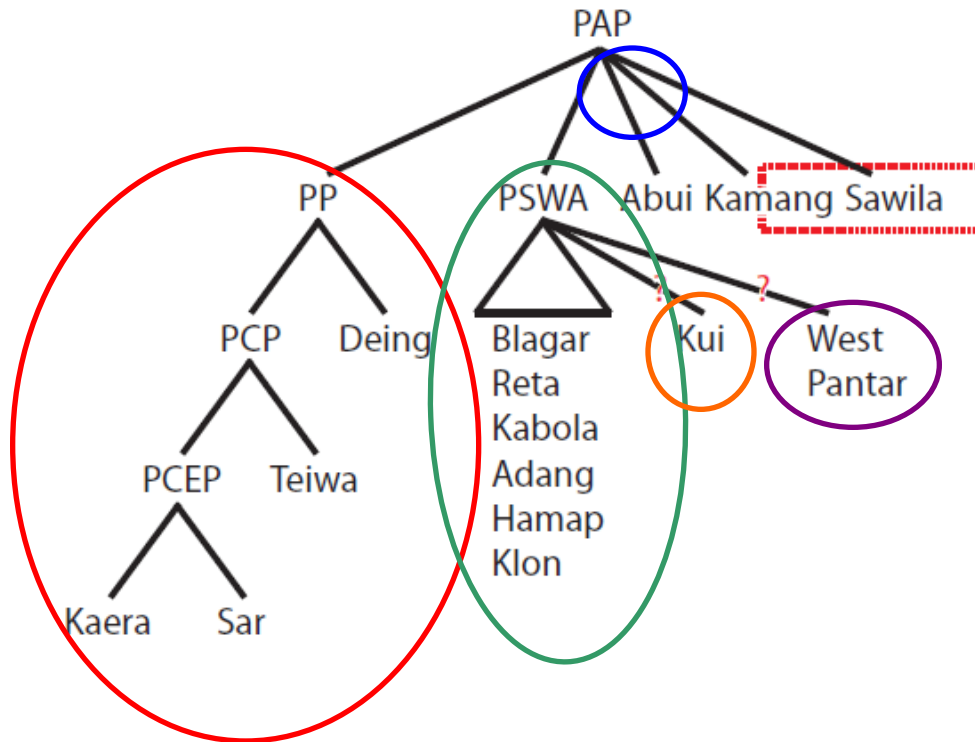 PAP
PP PSWA Abui Kamang Sawila
? ?
PCP Deing Blagar Kui West
Reta Pantar
Kabola
PCEP Teiwa Adang
Hamap
Klon
Kaera Sar